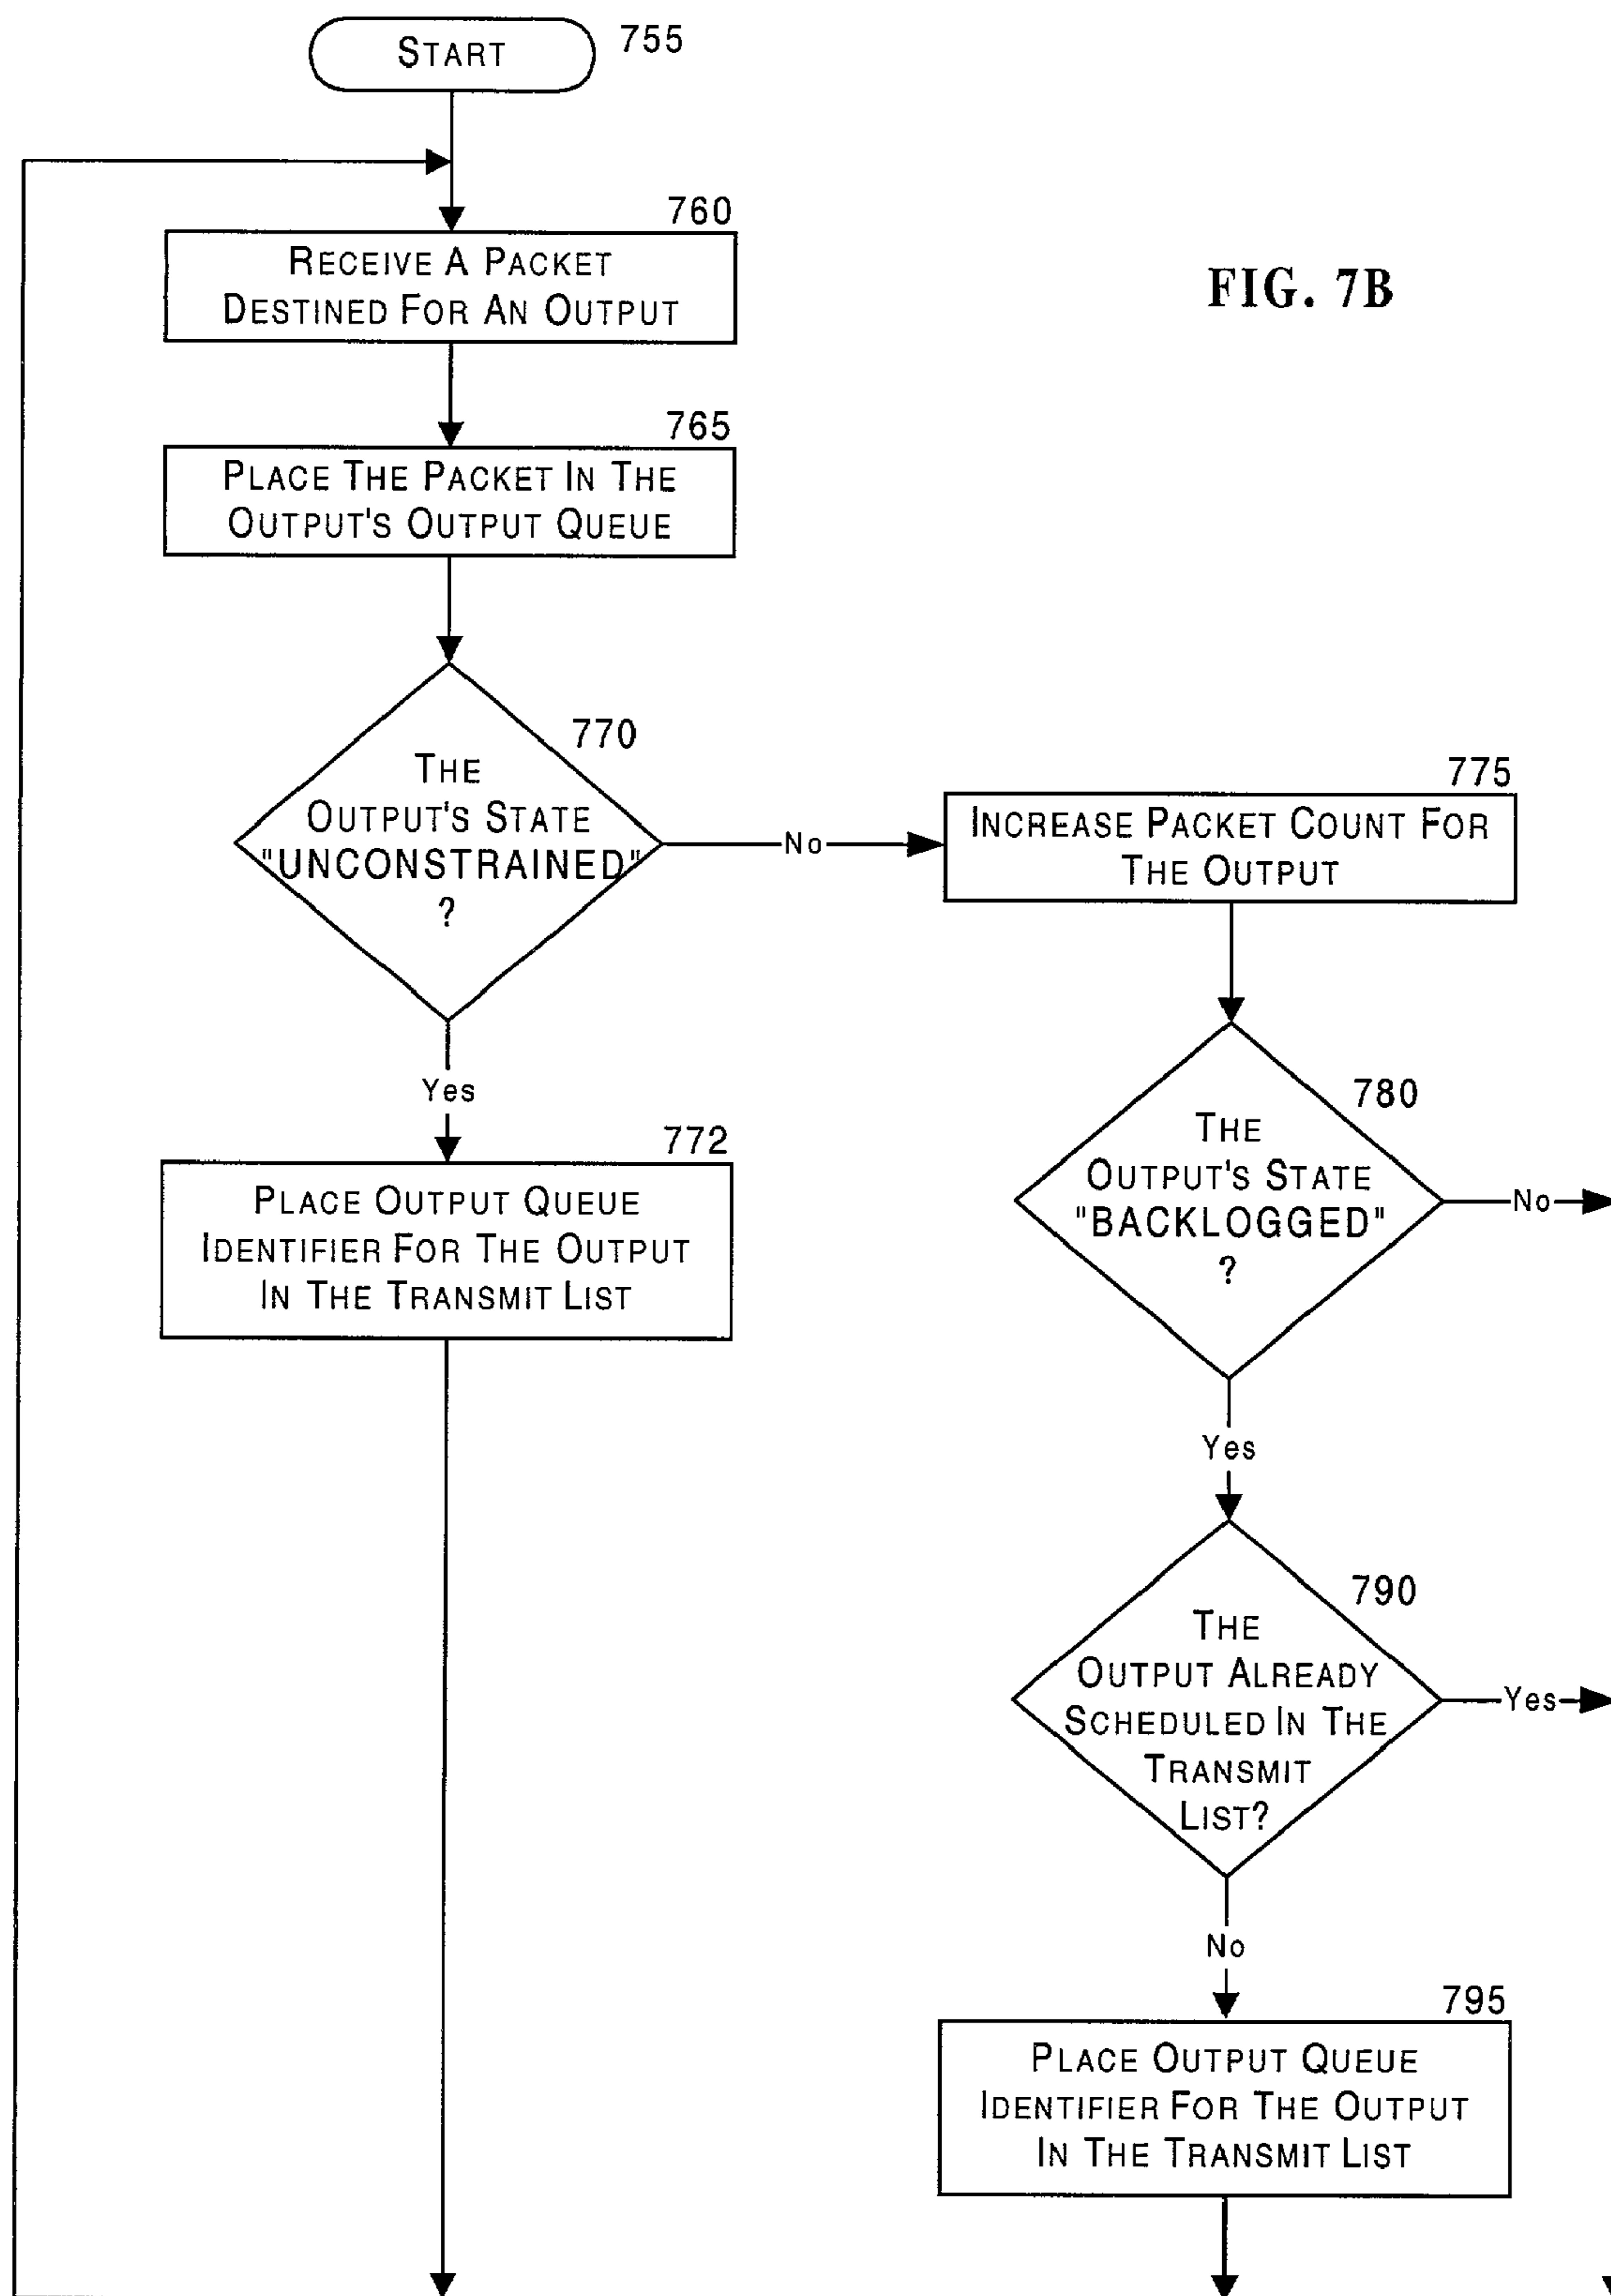 START
755
760
RECEIVE A PACKET
DESTINED FOR AN OUTPUT
FIG. 7B
765
PLACE THE PACKET IN THE
OUTPUT'S OUTPUT QUEUE
770
THE
OUTPUT'S STATE
"UNCONSTRAINED"
?
No
775
INCREASE PACKET COUNT FOR
THE OUTPUT
Yes
772
PLACE OUTPUT QUEUE
IDENTIFIER FOR THE OUTPUT
IN THE TRANSMIT LIST
780
THE
OUTPUT'S STATE
"BACKLOGGED"
?
No
Yes
790
THE
OUTPUT ALREADY
SCHEDULED IN THE
TRANSMIT
LIST?
Yes
No
795
PLACE OUTPUT QUEUE
IDENTIFIER FOR THE OUTPUT
IN THE TRANSMIT LIST